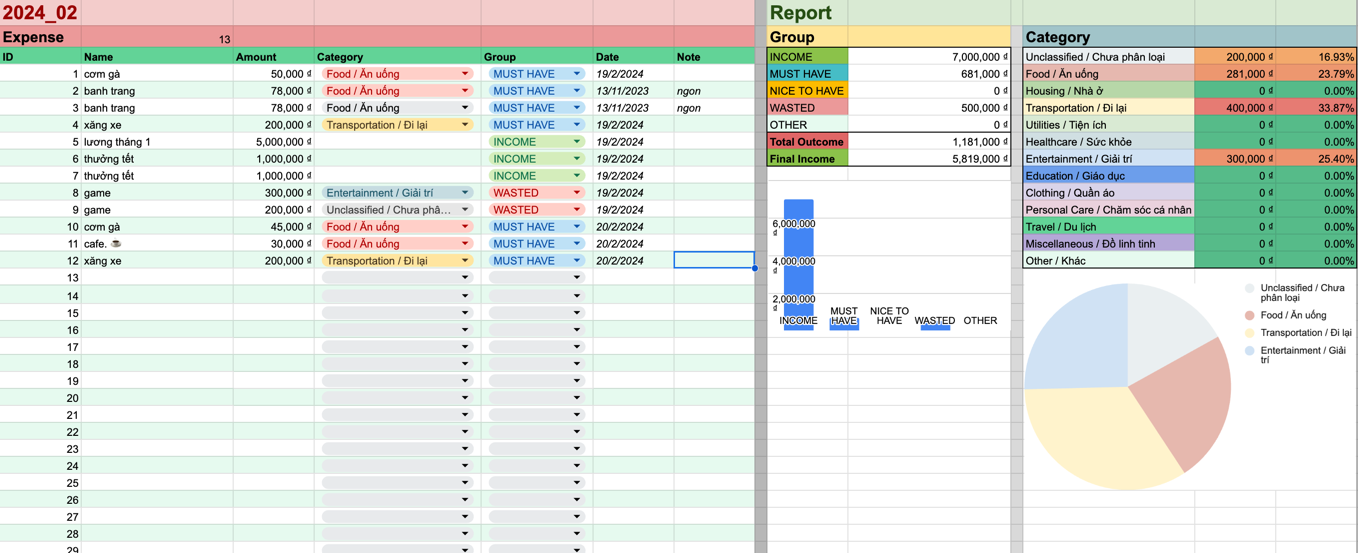 2024_02
Report
Expense 13
Group
Category
ID Name Amount Category Group Date Note
1 cơm gà 50,000 ₫ Food / Ăn uống MUST HAVE 19/2/2024
2 banh trang 78,000 ₫ Food / Ăn uống MUST HAVE 13/11/2023 ngon
3 banh trang 78,000 ₫ Food / Ăn uống MUST HAVE 13/11/2023 ngon
4 xăng xe 200,000 ₫ Transportation / Đi lại MUST HAVE 19/2/2024
5 lương tháng 1 5,000,000 ₫ INCOME 19/2/2024
6 thưởng tết 1,000,000 ₫ INCOME 19/2/2024
7 thưởng tết 1,000,000 ₫ INCOME 19/2/2024
8 game 300,000 ₫ Entertainment / Giải trí WASTED 19/2/2024
9 game 200,000 ₫ Unclassified / Chưa phâ... WASTED 19/2/2024
10 cơm gà 45,000 ₫ Food / Ăn uống MUST HAVE 20/2/2024
11 cafe. ☕ 30,000 ₫ Food / Ăn uống MUST HAVE 20/2/2024
12 xăng xe 200,000 ₫ Transportation / Đi lại MUST HAVE 20/2/2024
13
14
15
16
17
18
19
20
21
22
23
24
25
26
27
28
29
INCOME 7,000,000 ₫
MUST HAVE 681,000 ₫
NICE TO HAVE 0 ₫
WASTED 500,000 ₫
OTHER 0 ₫
Total Outcome 1,181,000 ₫
Final Income 5,819,000 ₫
6,000,000
₫
4,000,000
₫
2,000,000
₫
INCOME
MUST
HAVE
NICE TO
HAVE
WASTED
OTHER
Unclassified / Chưa phân loại 200,000 ₫ 16.93%
Food / Ăn uống 281,000 ₫ 23.79%
Housing / Nhà ở 0 ₫ 0.00%
Transportation / Đi lại 400,000 ₫ 33.87%
Utilities / Tiện ích 0 ₫ 0.00%
Healthcare / Sức khỏe 0 ₫ 0.00%
Entertainment / Giải trí 300,000 ₫ 25.40%
Education / Giáo dục 0 ₫ 0.00%
Clothing / Quần áo 0 ₫ 0.00%
Personal Care / Chăm sóc cá nhân 0 ₫ 0.00%
Travel / Du lịch 0 ₫ 0.00%
Miscellaneous / Đồ linh tinh 0 ₫ 0.00%
Other / Khác 0 ₫ 0.00%
Unclassified / Chưa
phân loại
Food / Ăn uống
Transportation / Đi lại
Entertainment / Giải
trí